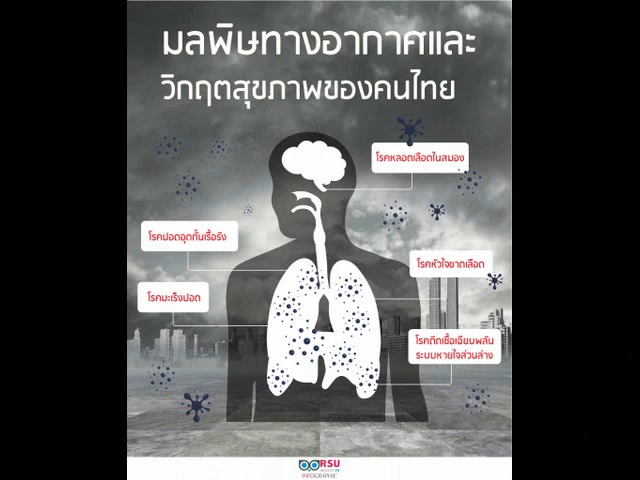 มลพิษทางอากาศและ
วิกฤตสุขภาพของคนไทย
โรคหลอดเลือดในสมอง
โรคปอดอุดกั้นเรื้อรัง
โรคหัวใจขาดเลือด
โรคมะเร็งปอด
โรคติดเชื้อเฉียบพลัน
ระบบหายใจส่วนล่าง
RSU
INFOGRAPHIC